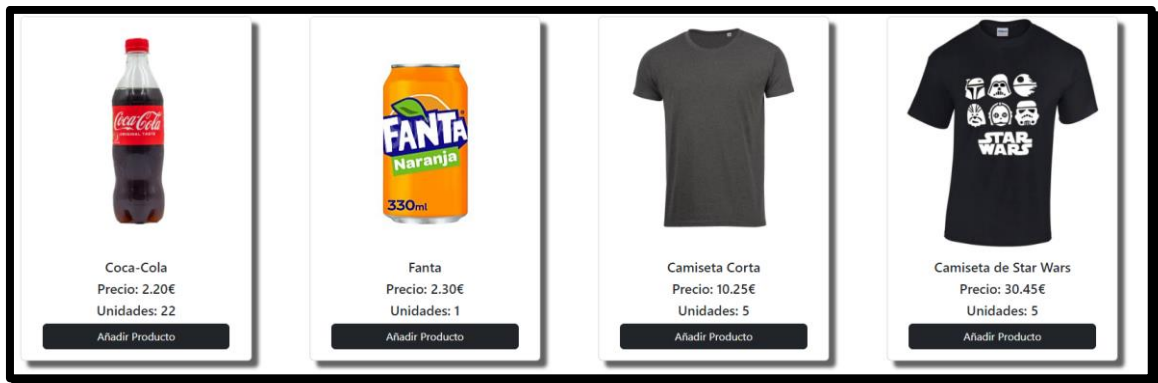 Coca-Cola
ORIGINAL TASTE
Coca-Cola
Precio: 2.20€
Unidades: 22
Añadir Producto
FANTA
Naranja
330ml
Fanta
Precio: 2.30€
Unidades: 1
Añadir Producto
Camiseta Corta
Precio: 10.25€
Unidades: 5
Añadir Producto
STAR
WARS
Camiseta de Star Wars
Precio: 30.45€
Unidades: 5
Añadir Producto